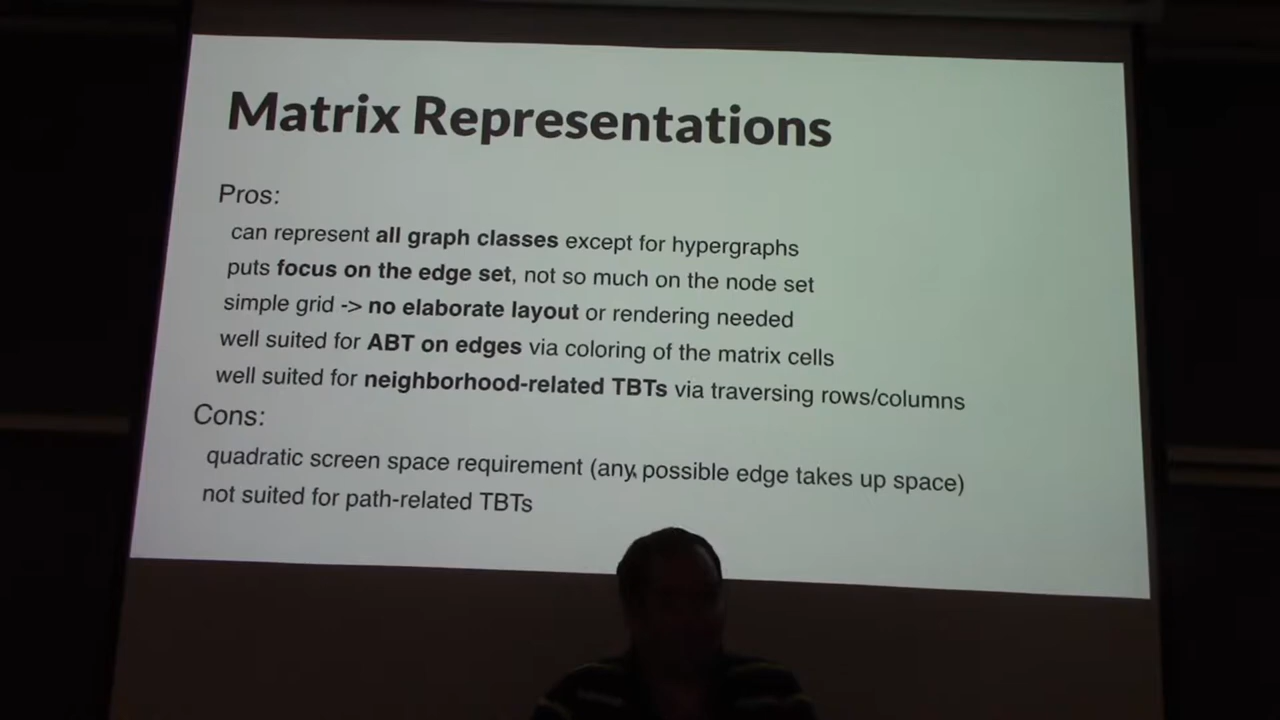 Matrix Representations
Pros:
can represent all graph classes except for hypergraphs
puts focus on the edge set, not so much on the node set
simple grid -> no elaborate layout or rendering needed
well suited for ABT on edges via coloring of the matrix cells
well suited for neighborhood-related TBTs via traversing rows/columns
Cons:
quadratic screen space requirement (any possible edge takes up space)
not suited for path-related TBTs